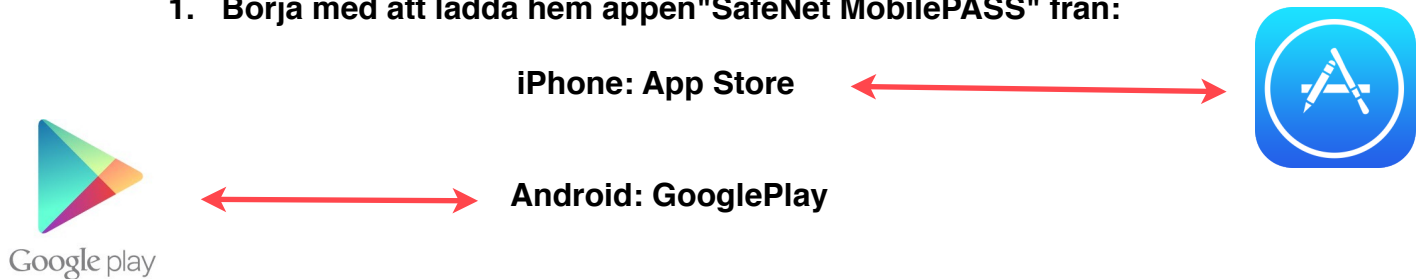 1. Börja med att ladda hem appen"SafeNet MobilePASS" från:
iPhone: App Store
Android: GooglePlay
Google play